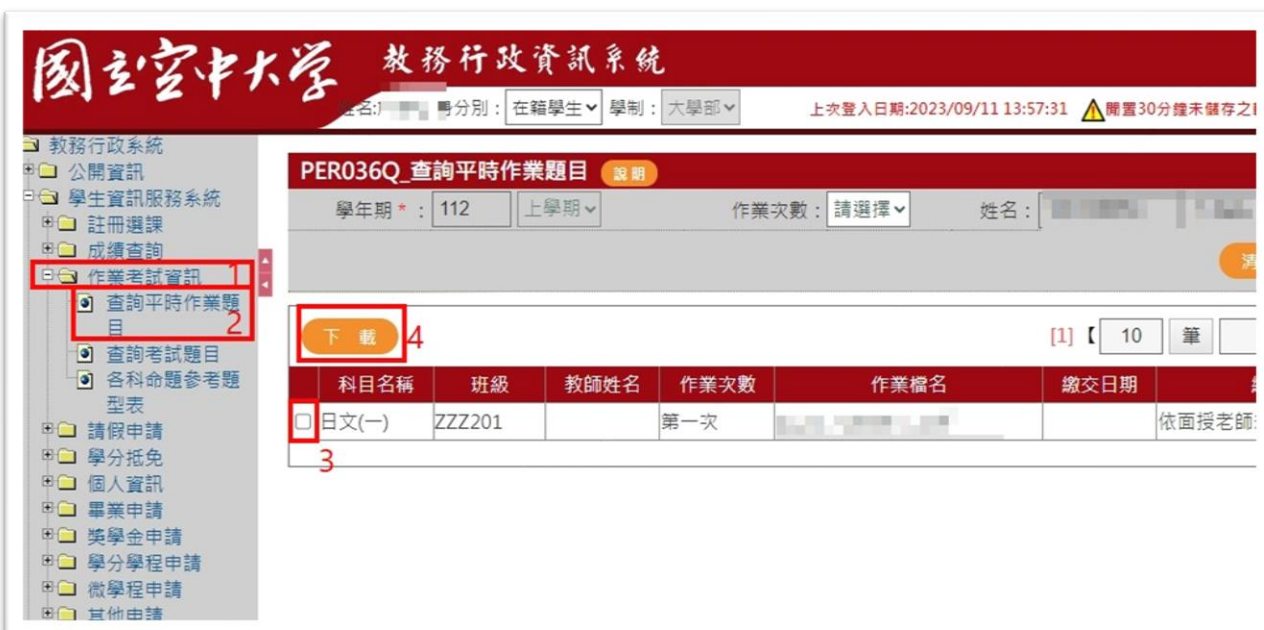 國立空中大学 教務行政資訊系統
姓名: 身分別：在籍學生 學制：大學部 上次登入日期:2023/09/11 13:57:31 閒置30分鐘未儲存之
教務行政系統
公開資訊
學生資訊服務系統
註冊選課
成績查詢
作業考試資訊 1
查詢平時作業題
目 2
查詢考試題目
各科命題參考題
型表
請假申請
學分抵免
個人資訊
畢業申請
獎學金申請
學分學程申請
微學程申請
其他申請
PER036Q_查詢平時作業題目 說明
學年期*：112 上學期 作業次數：請選擇 姓名：
清
下載 4 [1]【 10 筆
科目名稱 班級 教師姓名 作業次數 作業檔名 繳交日期
日文(一) ZZZ201 第一次 依面授老師
3